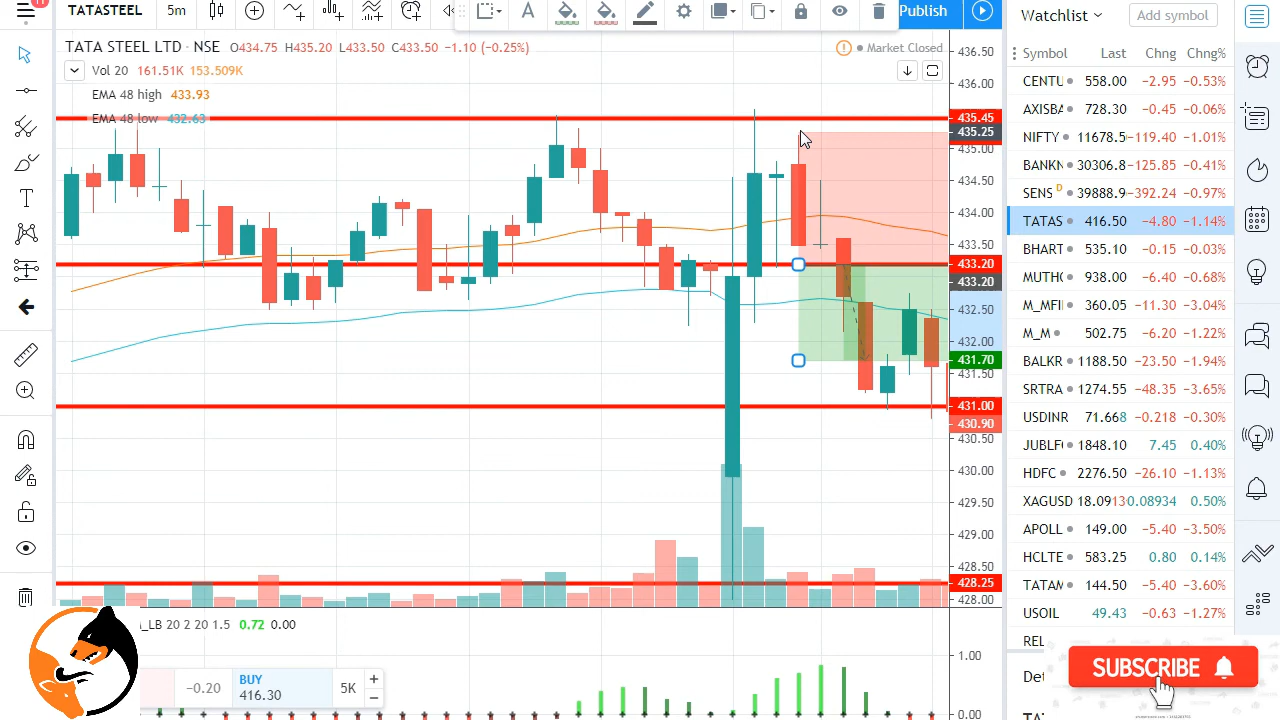 11
TATASTEEL 5m Publish
TATA STEEL LTD · NSE O434.75 H435.20 L433.50 C433.50 −1.10 (−0.25%)
Market Closed
Vol 20 161.51K 153.509K
EMA 48 high 433.93
EMA 48 low 432.63
436.50
436.00
435.45
435.25
435.00
434.50
434.00
433.50
433.20
433.20
432.50
432.00
431.70
431.50
431.00
430.90
430.50
430.00
429.50
429.00
428.50
428.25
428.00
_LB 20 2 20 1.5 0.72 0.00
1.00
0.00
−0.20
BUY
416.30
5K
Watchlist Add symbol
Symbol Last Chng Chng%
CENTU 558.00 −2.95 −0.53%
AXISBA 728.30 −0.45 −0.06%
NIFTY 11678.5 −119.40 −1.01%
BANKN 30306.8 −125.85 −0.41%
SENS D 39888.9 −392.24 −0.97%
TATAS 416.50 −4.80 −1.14%
BHART 535.10 −0.15 −0.03%
MUTHO 938.00 −6.40 −0.68%
M_MFI 360.05 −11.30 −3.04%
M_M 502.75 −6.20 −1.22%
BALKR 1188.50 −23.50 −1.94%
SRTRA 1274.55 −48.35 −3.65%
USDINR 71.668 −0.218 −0.30%
JUBLF 1848.10 7.45 0.40%
HDFC 2276.50 −26.10 −1.13%
XAGUSD 18.0913 0.08934 0.50%
APOLL 149.00 −5.40 −3.50%
HCLTE 583.25 0.80 0.14%
TATAM 144.50 −5.40 −3.60%
USOIL 49.43 −0.63 −1.27%
REL
SUBSCRIBE
Det